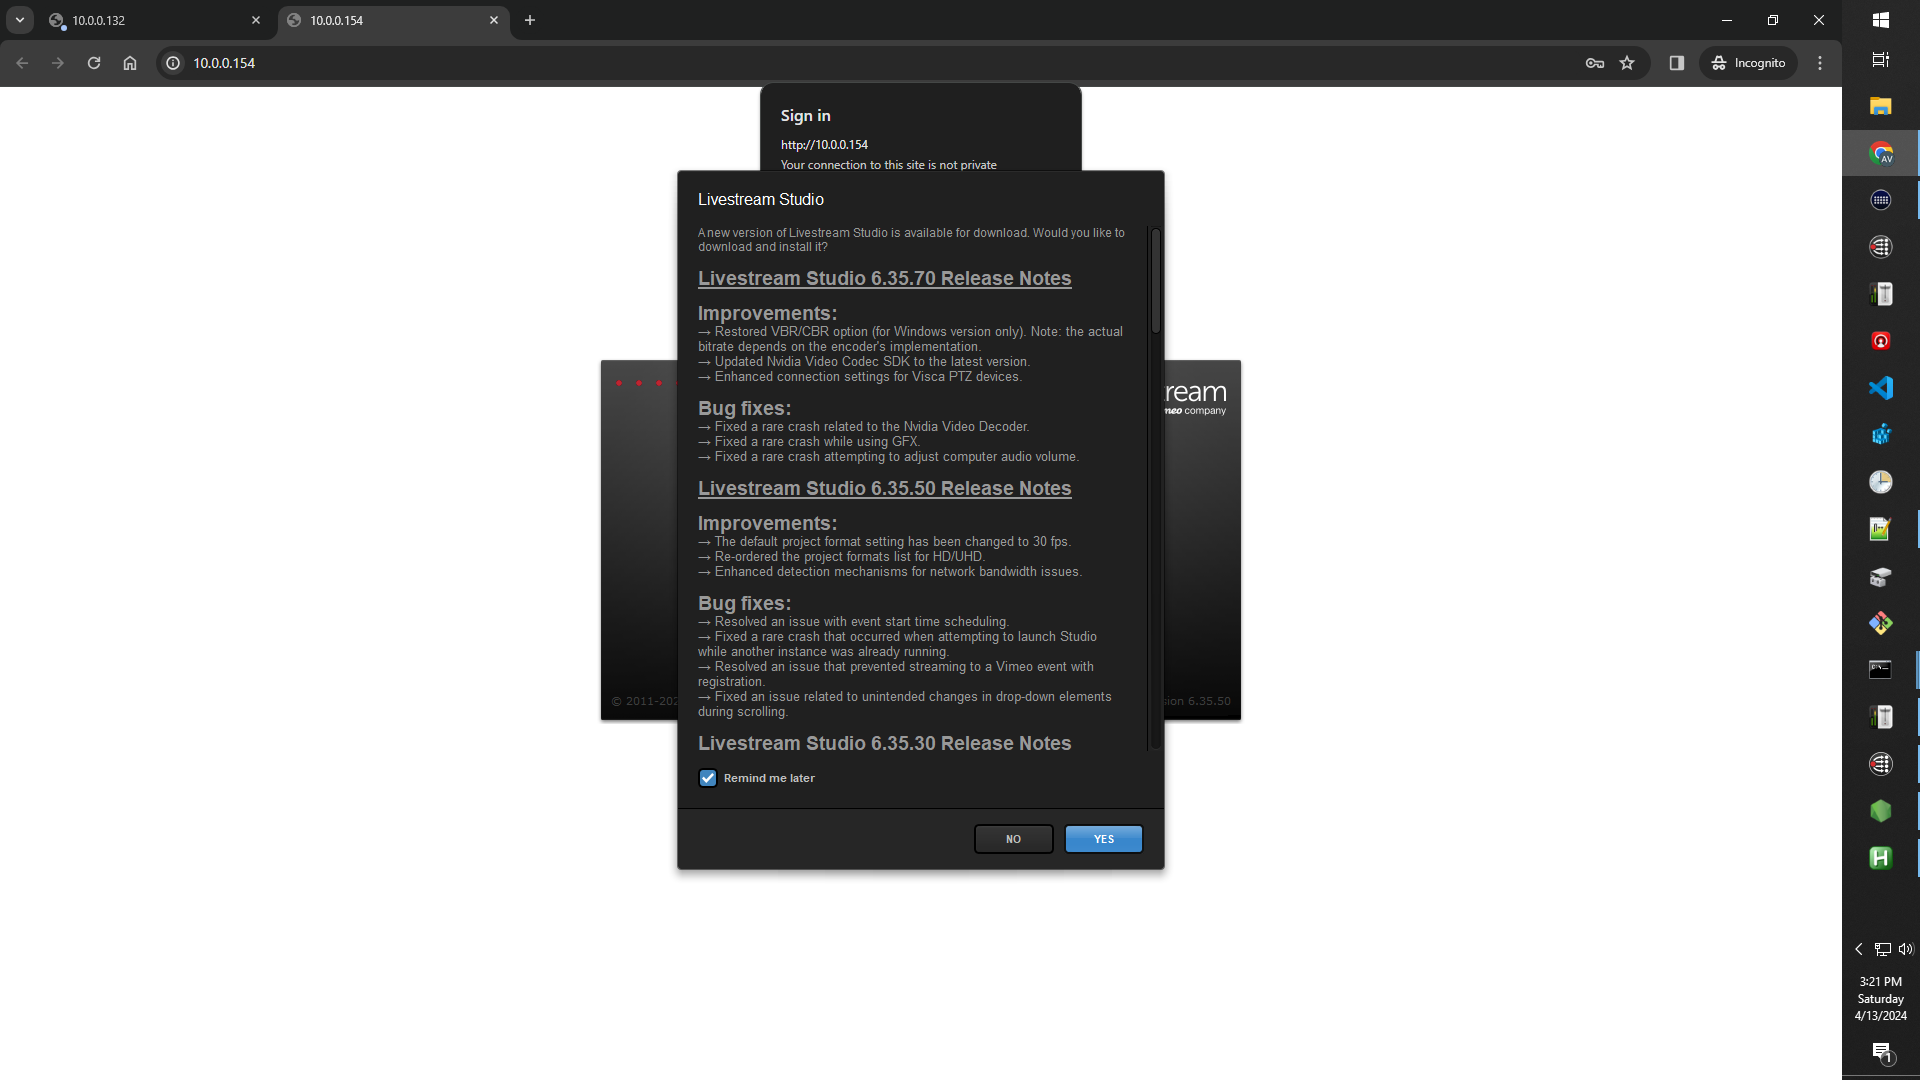 10.0.0.132
10.0.0.154
10.0.0.154
Incognito
Sign in
http://10.0.0.154
Your connection to this site is not private
Livestream Studio
A new version of Livestream Studio is available for download. Would you like to
download and install it?
Livestream Studio 6.35.70 Release Notes
Improvements:
→ Restored VBR/CBR option (for Windows version only). Note: the actual
bitrate depends on the encoder's implementation.
→ Updated Nvidia Video Codec SDK to the latest version.
→ Enhanced connection settings for Visca PTZ devices.
Bug fixes:
→ Fixed a rare crash related to the Nvidia Video Decoder.
→ Fixed a rare crash while using GFX.
→ Fixed a rare crash attempting to adjust computer audio volume.
Livestream Studio 6.35.50 Release Notes
Improvements:
→ The default project format setting has been changed to 30 fps.
→ Re-ordered the project formats list for HD/UHD.
→ Enhanced detection mechanisms for network bandwidth issues.
Bug fixes:
→ Resolved an issue with event start time scheduling.
→ Fixed a rare crash that occurred when attempting to launch Studio
while another instance was already running.
→ Resolved an issue that prevented streaming to a Vimeo event with
registration.
→ Fixed an issue related to unintended changes in drop-down elements
during scrolling.
Livestream Studio 6.35.30 Release Notes
Remind me later
NO
YES
ream
meo company
© 2011-202
sion 6.35.50
AV
3:21 PM
Saturday
4/13/2024
1